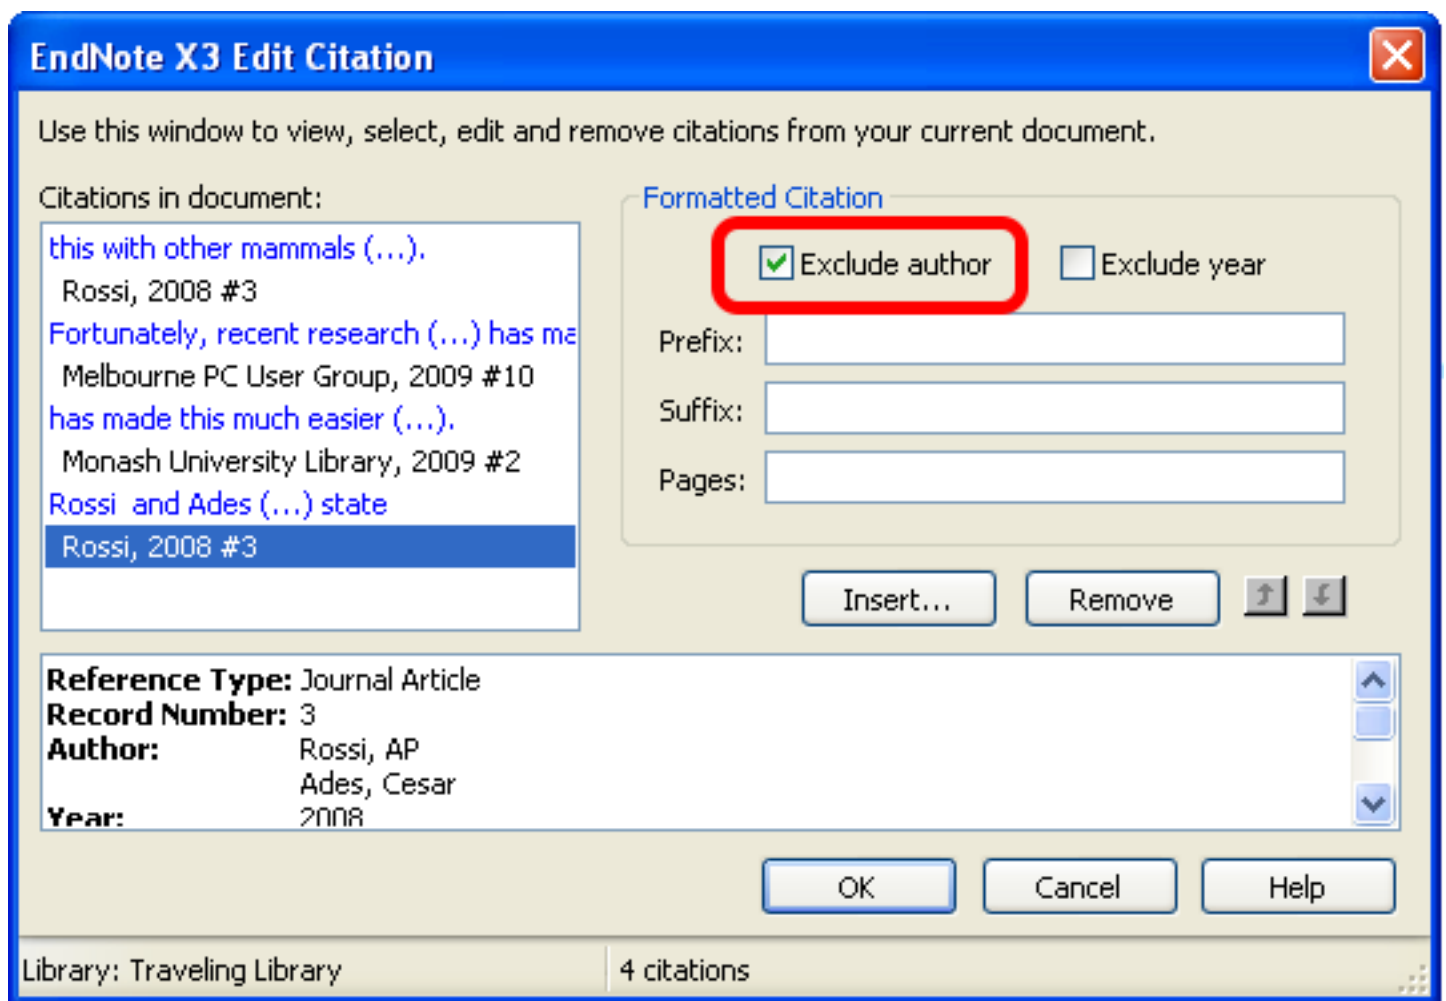 EndNote X3 Edit Citation
Use this window to view, select, edit and remove citations from your current document.
Citations in document:
this with other mammals (...).
Rossi, 2008 #3
Fortunately, recent research (...) has ma
Melbourne PC User Group, 2009 #10
has made this much easier (...).
Monash University Library, 2009 #2
Rossi  and Ades (...) state
Rossi, 2008 #3
Formatted Citation
Exclude author
Exclude year
Prefix:
Suffix:
Pages:
Insert...
Remove
Reference Type: Journal Article
Record Number: 3
Author: Rossi, AP
Ades, Cesar
Year: 2008
OK
Cancel
Help
Library: Traveling Library
4 citations